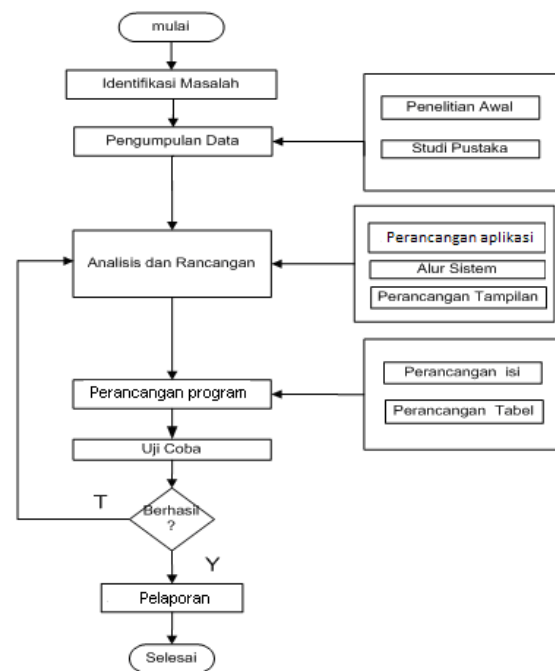 mulai
Identifikasi Masalah
Pengumpulan Data
Penelitian Awal
Studi Pustaka
Analisis dan Rancangan
Perancangan aplikasi
Alur Sistem
Perancangan Tampilan
Perancangan program
Perancangan isi
Perancangan Tabel
Uji Coba
Berhasil
?
T
Y
Pelaporan
Selesai